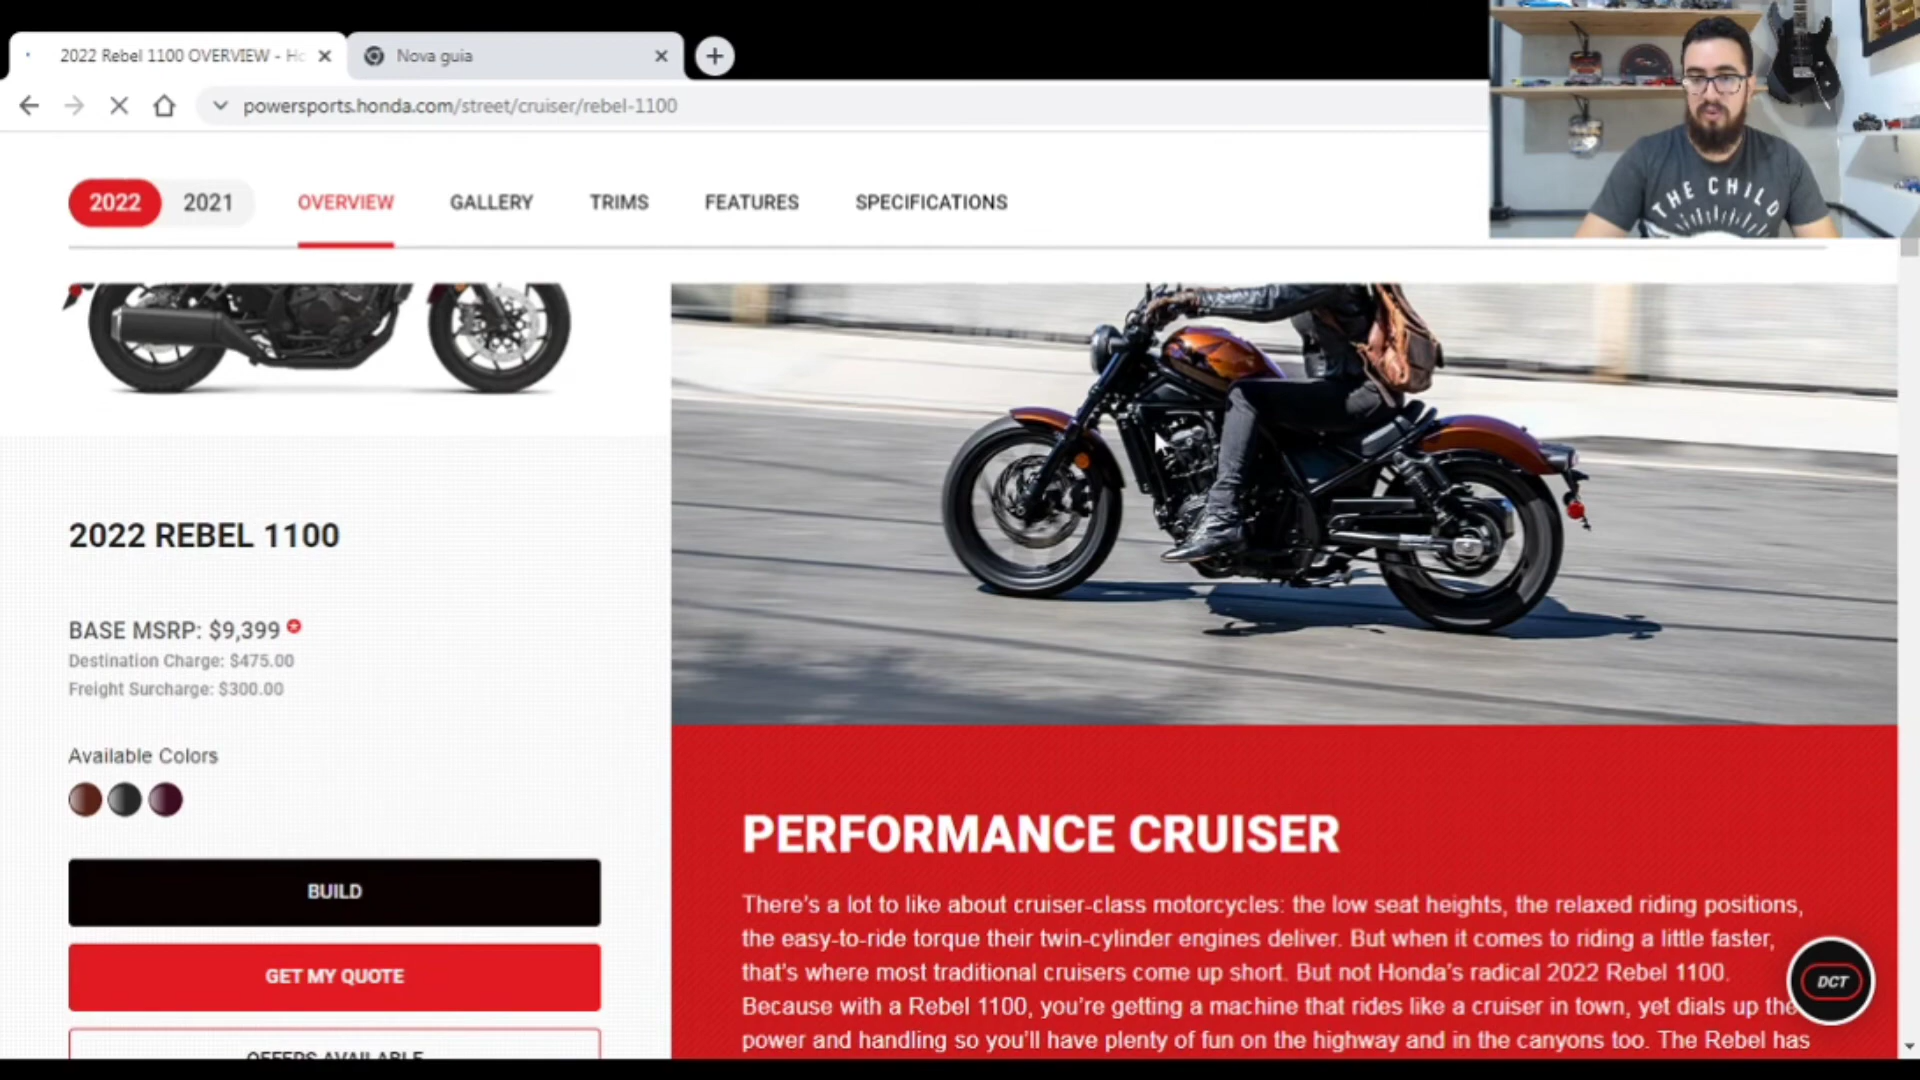 2022 Rebel 1100 OVERVIEW - Ho
Nova guia
powersports.honda.com/street/cruiser/rebel-1100
2022 2021 OVERVIEW GALLERY TRIMS FEATURES SPECIFICATIONS
THE CHILD
2022 REBEL 1100
BASE MSRP: $9,399
Destination Charge: $475.00
Freight Surcharge: $300.00
Available Colors
BUILD
GET MY QUOTE
OFFERS AVAILABLE
PERFORMANCE CRUISER
There's a lot to like about cruiser-class motorcycles: the low seat heights, the relaxed riding positions,
the easy-to-ride torque their twin-cylinder engines deliver. But when it comes to riding a little faster,
that's where most traditional cruisers come up short. But not Honda's radical 2022 Rebel 1100.
Because with a Rebel 1100, you're getting a machine that rides like a cruiser in town, yet dials up the
power and handling so you'll have plenty of fun on the highway and in the canyons too. The Rebel has
DCT